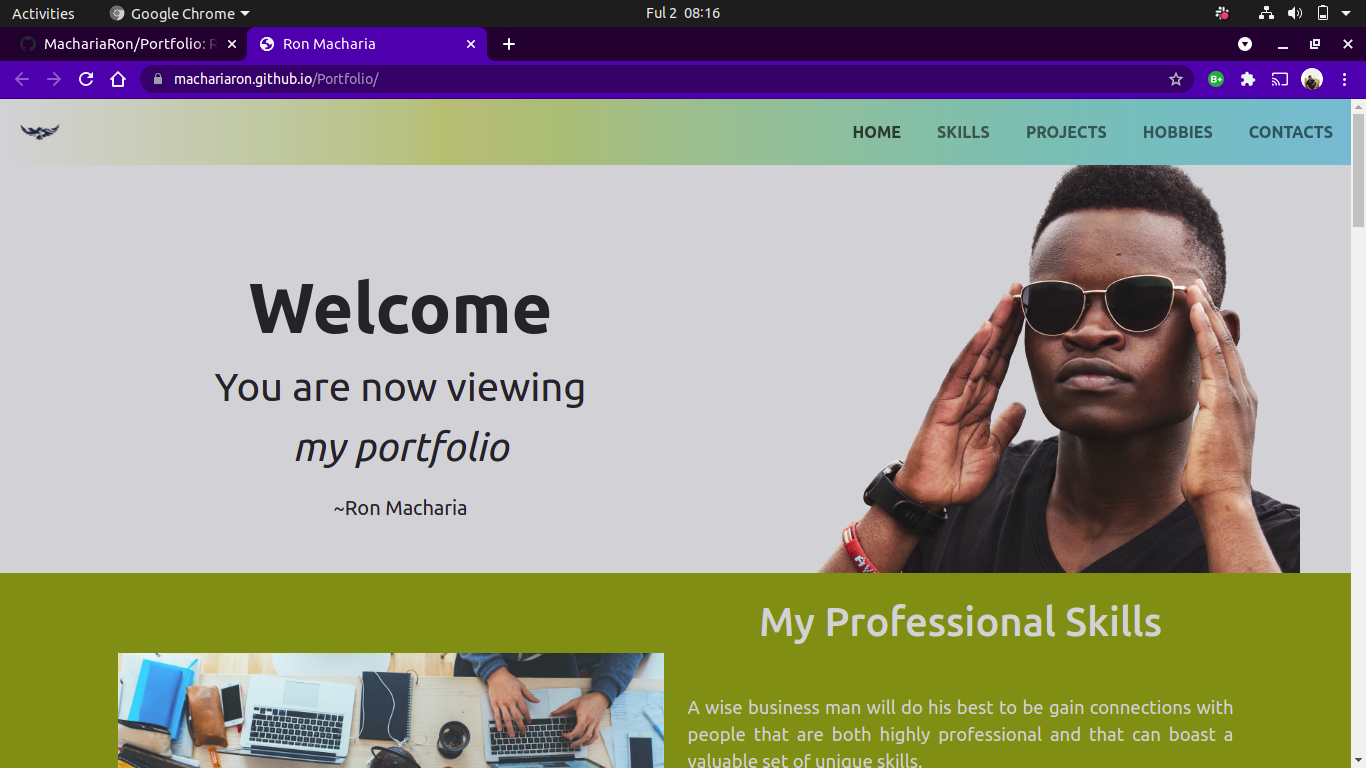 Activities
Google Chrome
Ful 2 08:16
MachariaRon/Portfolio: R
Ron Macharia
machariaron.github.io/Portfolio/
B+
HOME
SKILLS
PROJECTS
HOBBIES
CONTACTS
Welcome
You are now viewing
my portfolio
~Ron Macharia
My Professional Skills
A wise business man will do his best to be gain connections with
people that are both highly professional and that can boast a
valuable set of unique skills.